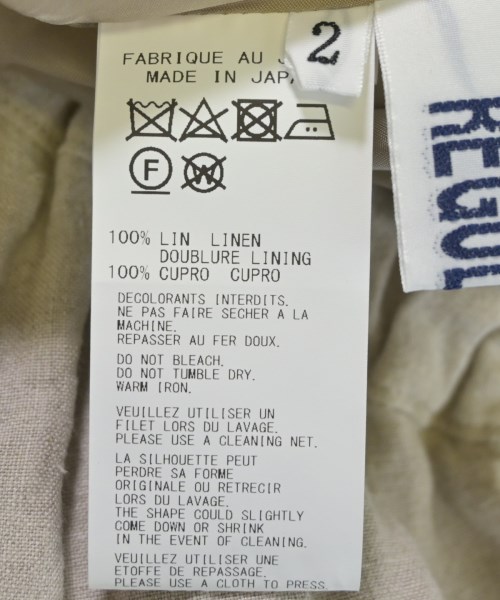 2
FABRIQUE AU
MADE IN
F
W
100% LIN LINEN
DOUBLURE LINING
100% CUPRO CUPRO
DECOLORANTS INTERDITS.
NE PAS FAIRE SECHER A LA
MACHINE.
REPASSER AU FER DOUX.
DO NOT BLEACH.
DO NOT TUMBLE DRY.
WARM IRON.
VEUILLEZ UTILISER UN
FILET LORS DU LAVAGE.
PLEASE USE A CLEANING NET.
LA SILHOUETTE PEUT
PERDRE SA FORME
ORIGINALE OU RETRECIR
LORS DU LAVAGE.
THE SHAPE COULD SLIGHTLY
COME DOWN OR SHRINK
IN THE EVENT OF CLEANING.
VEUILLEZ UTILISER UNE
ETOFFE DE REPASSAGE.
PLEASE USE A CLOTH TO PRESS.